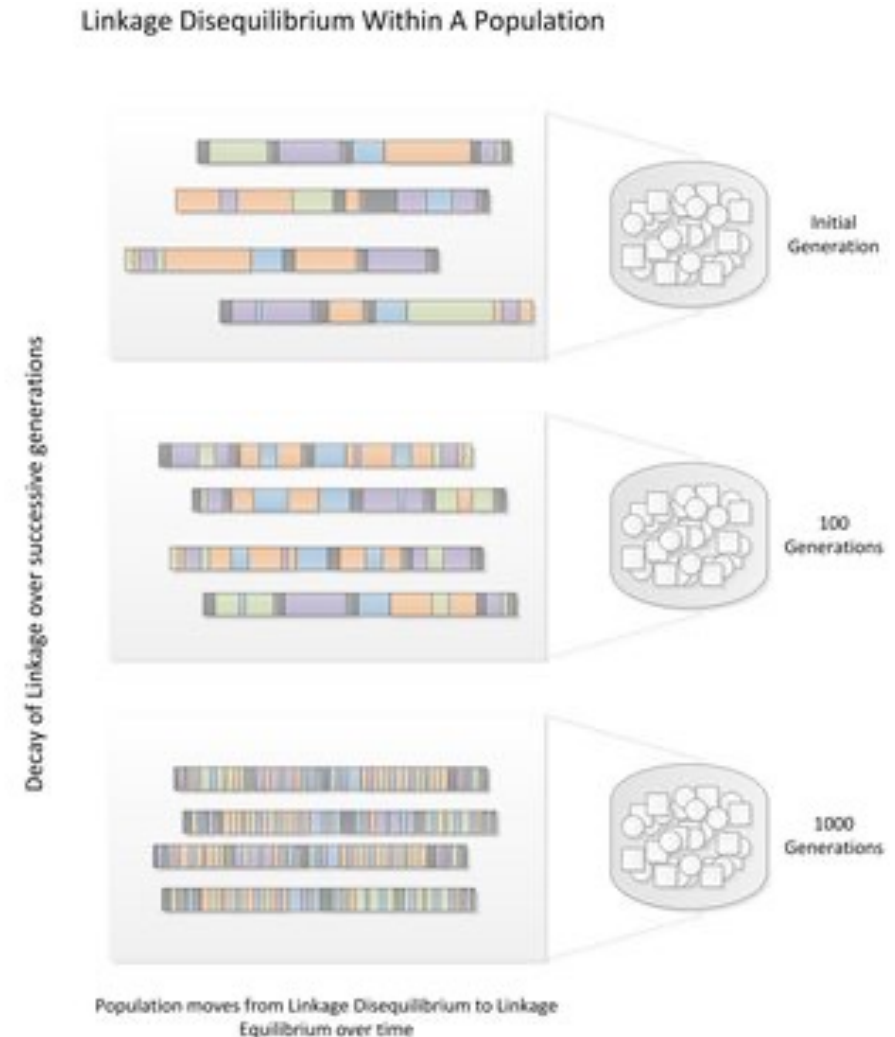 Linkage Disequilibrium Within A Population
Decay of Linkage over successive generations
Initial
Generation
100
Generations
1000
Generations
Population moves from Linkage Disequilibrium to Linkage
Equilibrium over time